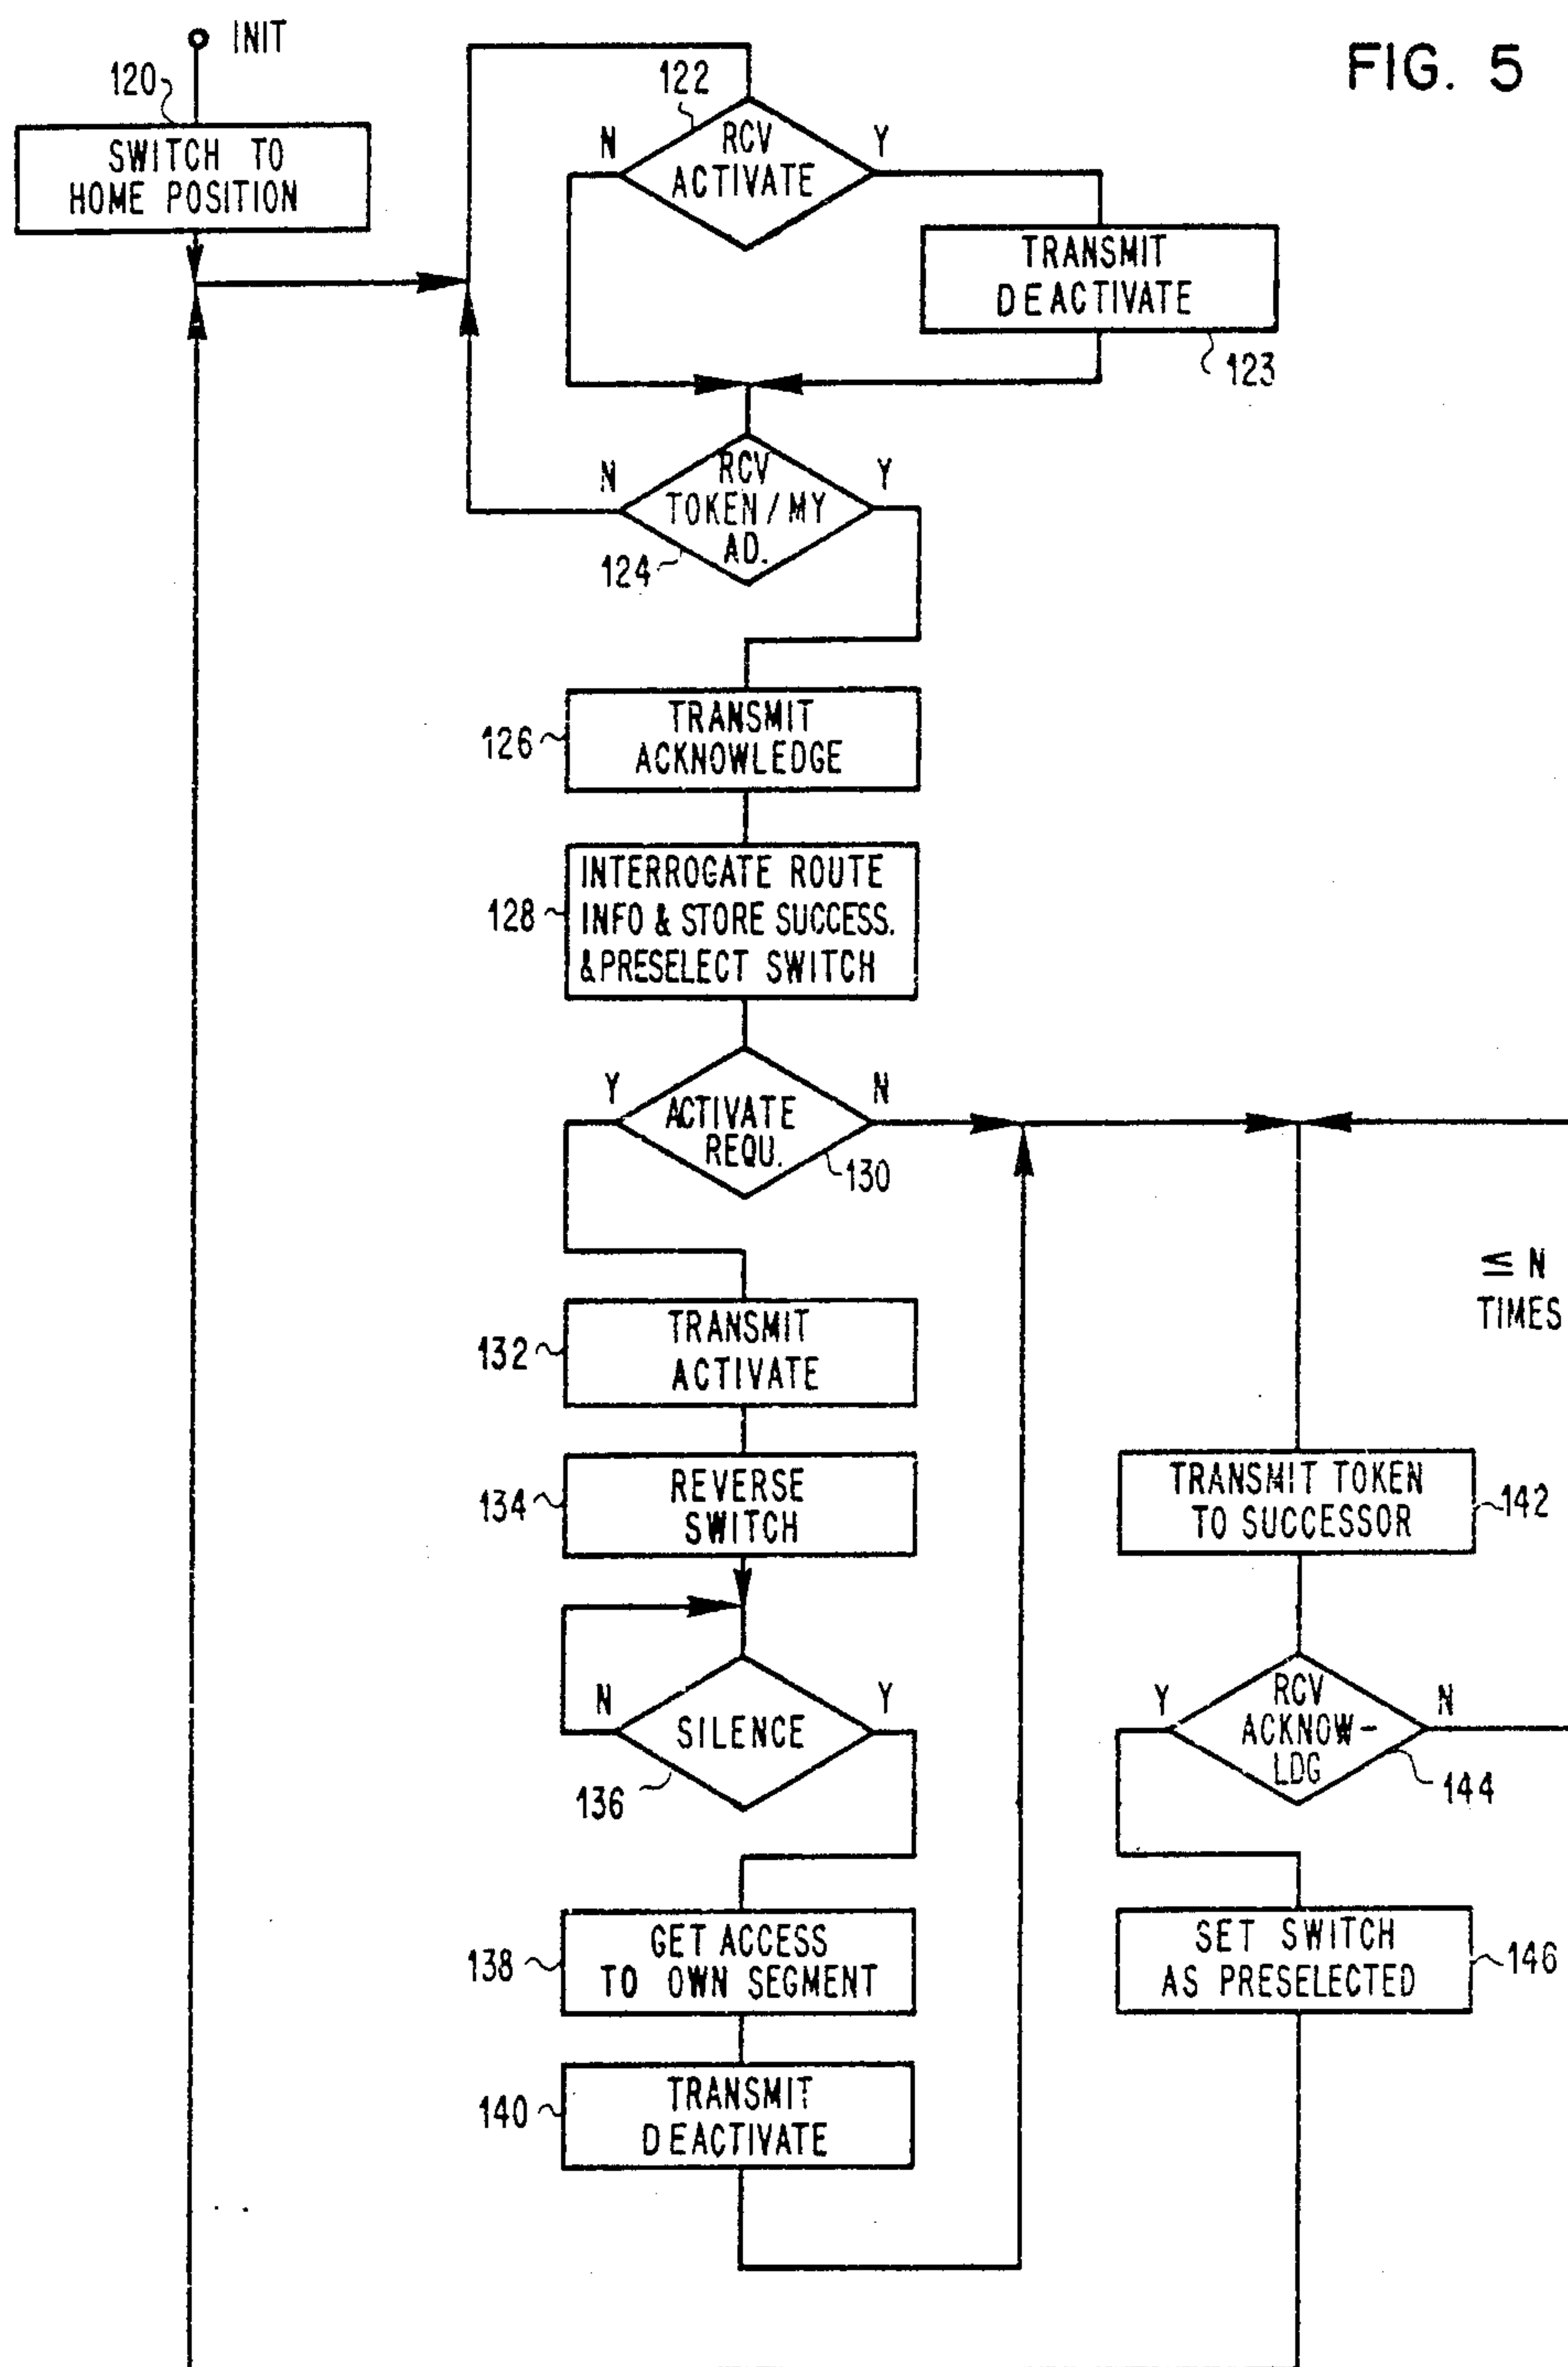 INIT
FIG. 5
120
SWITCH TO
HOME POSITION
122
N
RCV
ACTIVATE
Y
TRANSMIT
DEACTIVATE
123
N
RCV
TOKEN / MY
AD.
Y
124
126
TRANSMIT
ACKNOWLEDGE
128
INTERROGATE ROUTE
INFO & STORE SUCCESS.
& PRESELECT SWITCH
Y
ACTIVATE
REQU.
N
130
≦ N
TIMES
132
TRANSMIT
ACTIVATE
134
REVERSE
SWITCH
N
SILENCE
Y
136
138
GET ACCESS
TO OWN SEGMENT
140
TRANSMIT
DEACTIVATE
TRANSMIT TOKEN
TO SUCCESSOR
142
Y
RCV
ACKNOW-
LDG
N
144
SET SWITCH
AS PRESELECTED
146